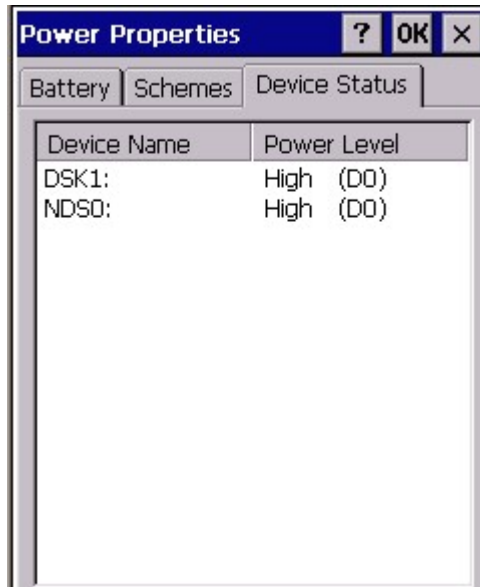 Power Properties ? OK ×
Battery Schemes Device Status
Device Name Power Level
DSK1: High (D0)
NDS0: High (D0)